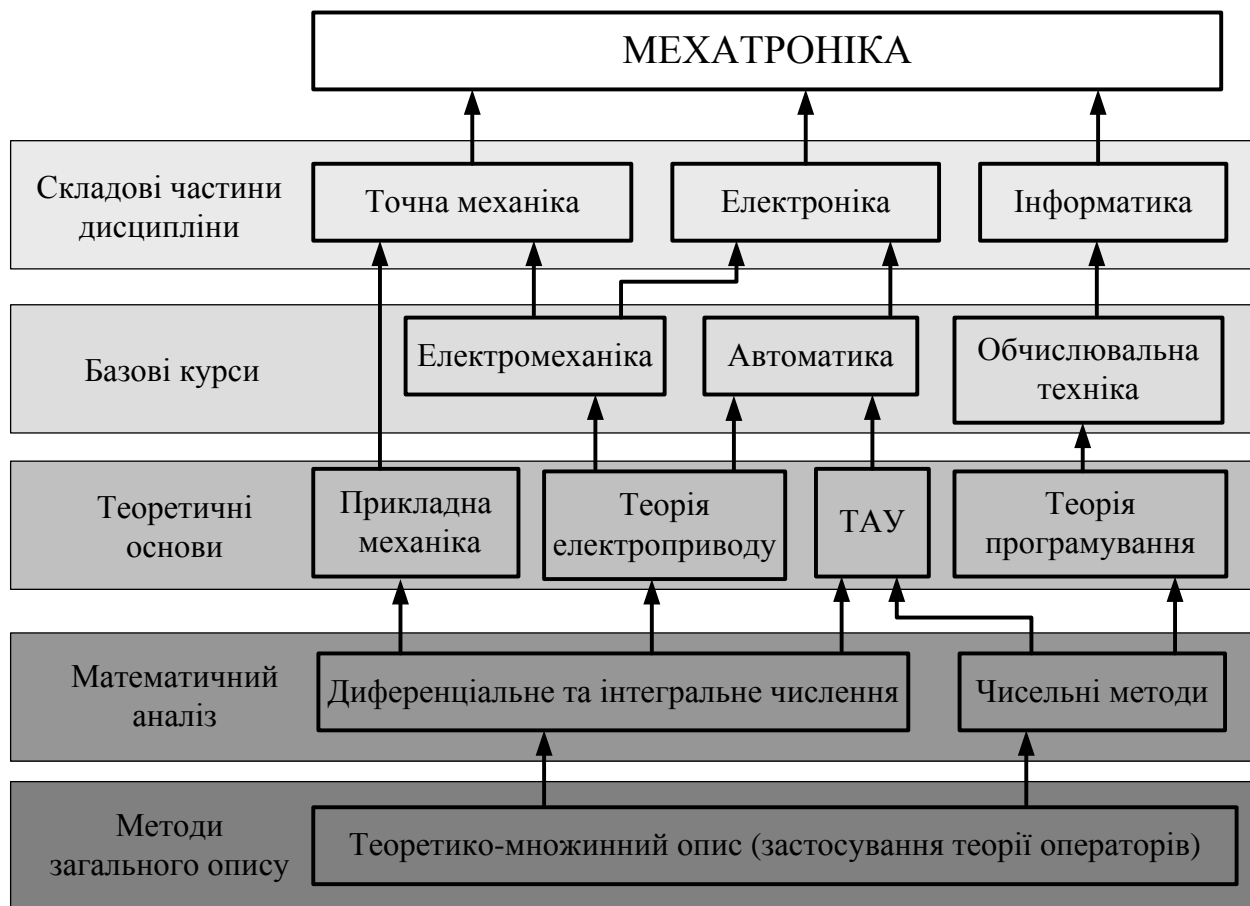 МЕХАТРОНІКА
Складові частини
дисципліни
Точна механіка
Електроніка
Інформатика
Базові курси
Електромеханіка
Автоматика
Обчислювальна
техніка
Теоретичні
основи
Прикладна
механіка
Теорія
електроприводу
ТАУ
Теорія
програмування
Математичний
аналіз
Диференціальне та інтегральне числення
Чисельні методи
Методи
загального опису
Теоретико-множинний опис (застосування теорії операторів)